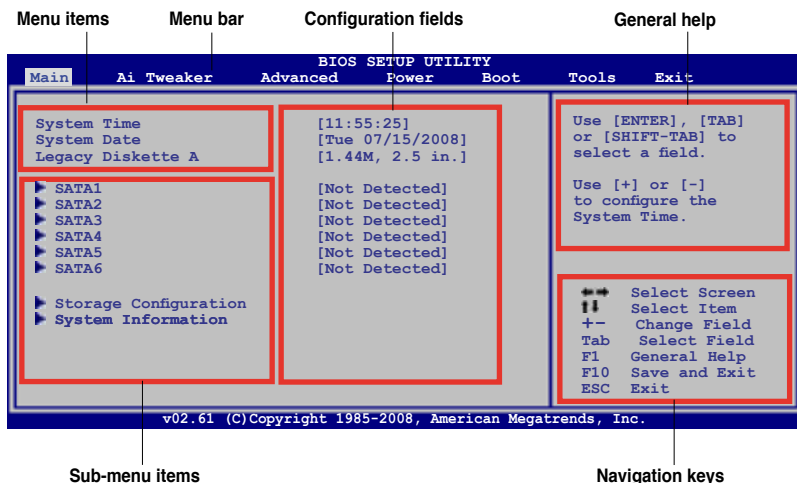 Menu items Menu bar Configuration fields General help
BIOS SETUP UTILITY
Main Ai Tweaker Advanced Power Boot Tools Exit
System Time [11:55:25]
System Date [Tue 07/15/2008]
Legacy Diskette A [1.44M, 2.5 in.]
SATA1 [Not Detected]
SATA2 [Not Detected]
SATA3 [Not Detected]
SATA4 [Not Detected]
SATA5 [Not Detected]
SATA6 [Not Detected]
Storage Configuration
System Information
Use [ENTER], [TAB]
or [SHIFT-TAB] to
select a field.
Use [+] or [-]
to configure the
System Time.
Select Screen
Select Item
+- Change Field
Tab Select Field
F1 General Help
F10 Save and Exit
ESC Exit
v02.61 (C)Copyright 1985-2008, American Megatrends, Inc.
Sub-menu items Navigation keys